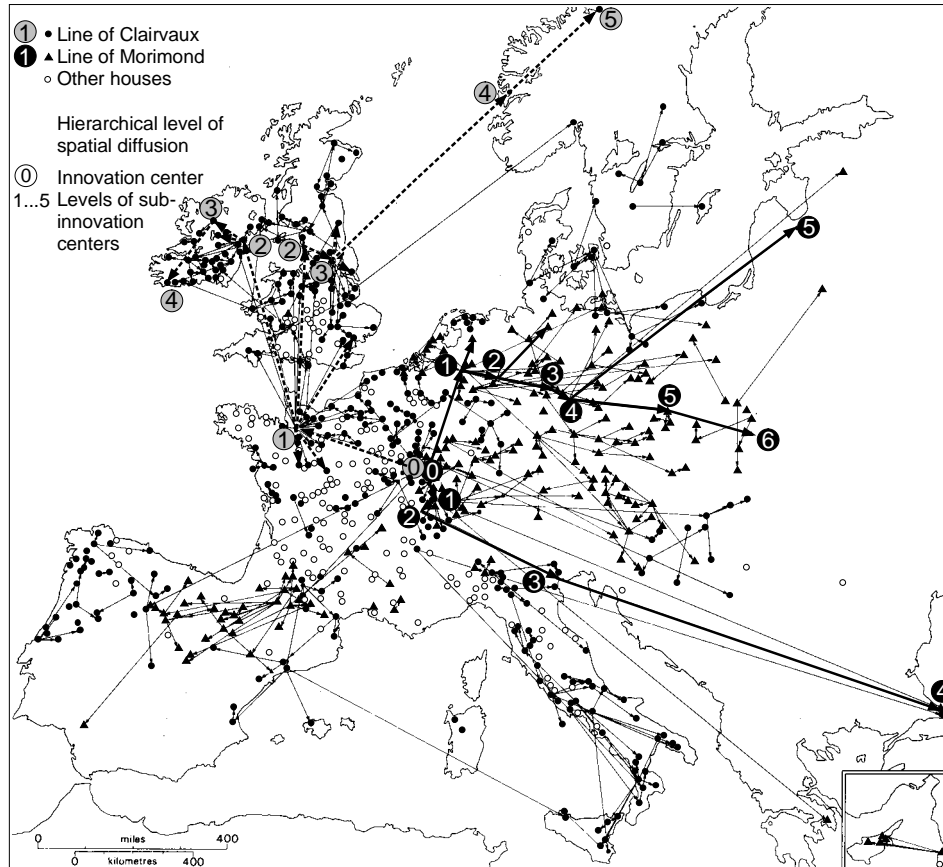 1 Line of Clairvaux
1 Line of Morimond
Other houses
Hierarchical level of
spatial diffusion
0 Innovation center
1...5 Levels of sub-
innovation
centers
5
4
3
2 2
3
4
5
1 2
3
4
5
6
1
0 0
1
2
3
4
0 miles 400
0 kilometres 400